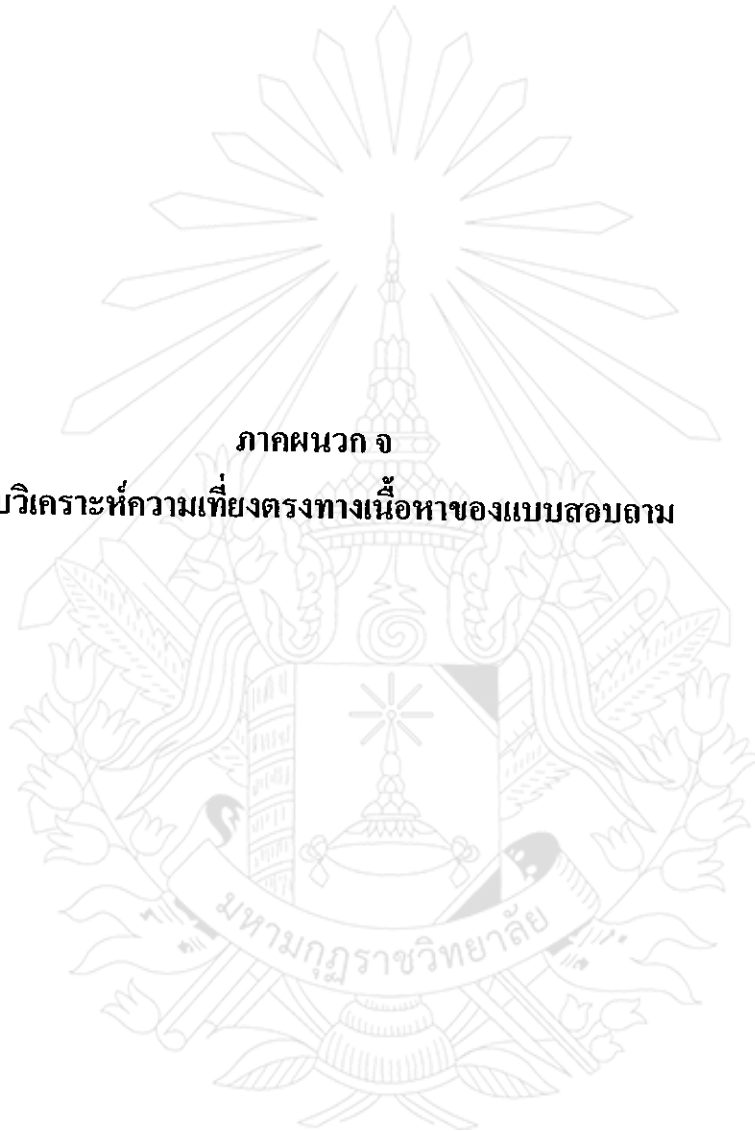 ภาคผนวก จ
วิเคราะห์ความเที่ยงตรงทางเนื้อหาของแบบสอบถาม
มหามกุฏราชวิทยาลัย